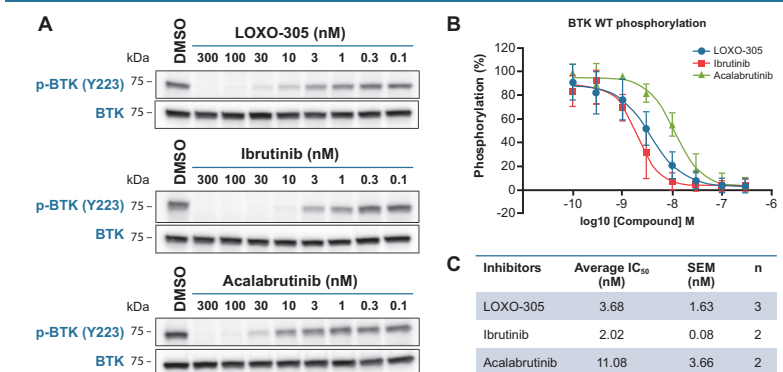 A
DMSO
LOXO-305 (nM)
kDa 300 100 30 10 3 1 0.3 0.1
p-BTK (Y223) 75 -
BTK 75 -
DMSO
Ibrutinib (nM)
kDa 300 100 30 10 3 1 0.3 0.1
p-BTK (Y223) 75 -
BTK 75 -
DMSO
Acalabrutinib (nM)
kDa 300 100 30 10 3 1 0.3 0.1
p-BTK (Y223) 75 -
BTK 75 -
B
BTK WT phosphorylation
Phosphorylation (%)
120
100
80
60
40
20
0
-20
-10 -9 -8 -7 -6
log10 [Compound] M
LOXO-305
Ibrutinib
Acalabrutinib
C
Inhibitors Average IC₅₀ (nM) SEM (nM) n
LOXO-305 3.68 1.63 3
Ibrutinib 2.02 0.08 2
Acalabrutinib 11.08 3.66 2